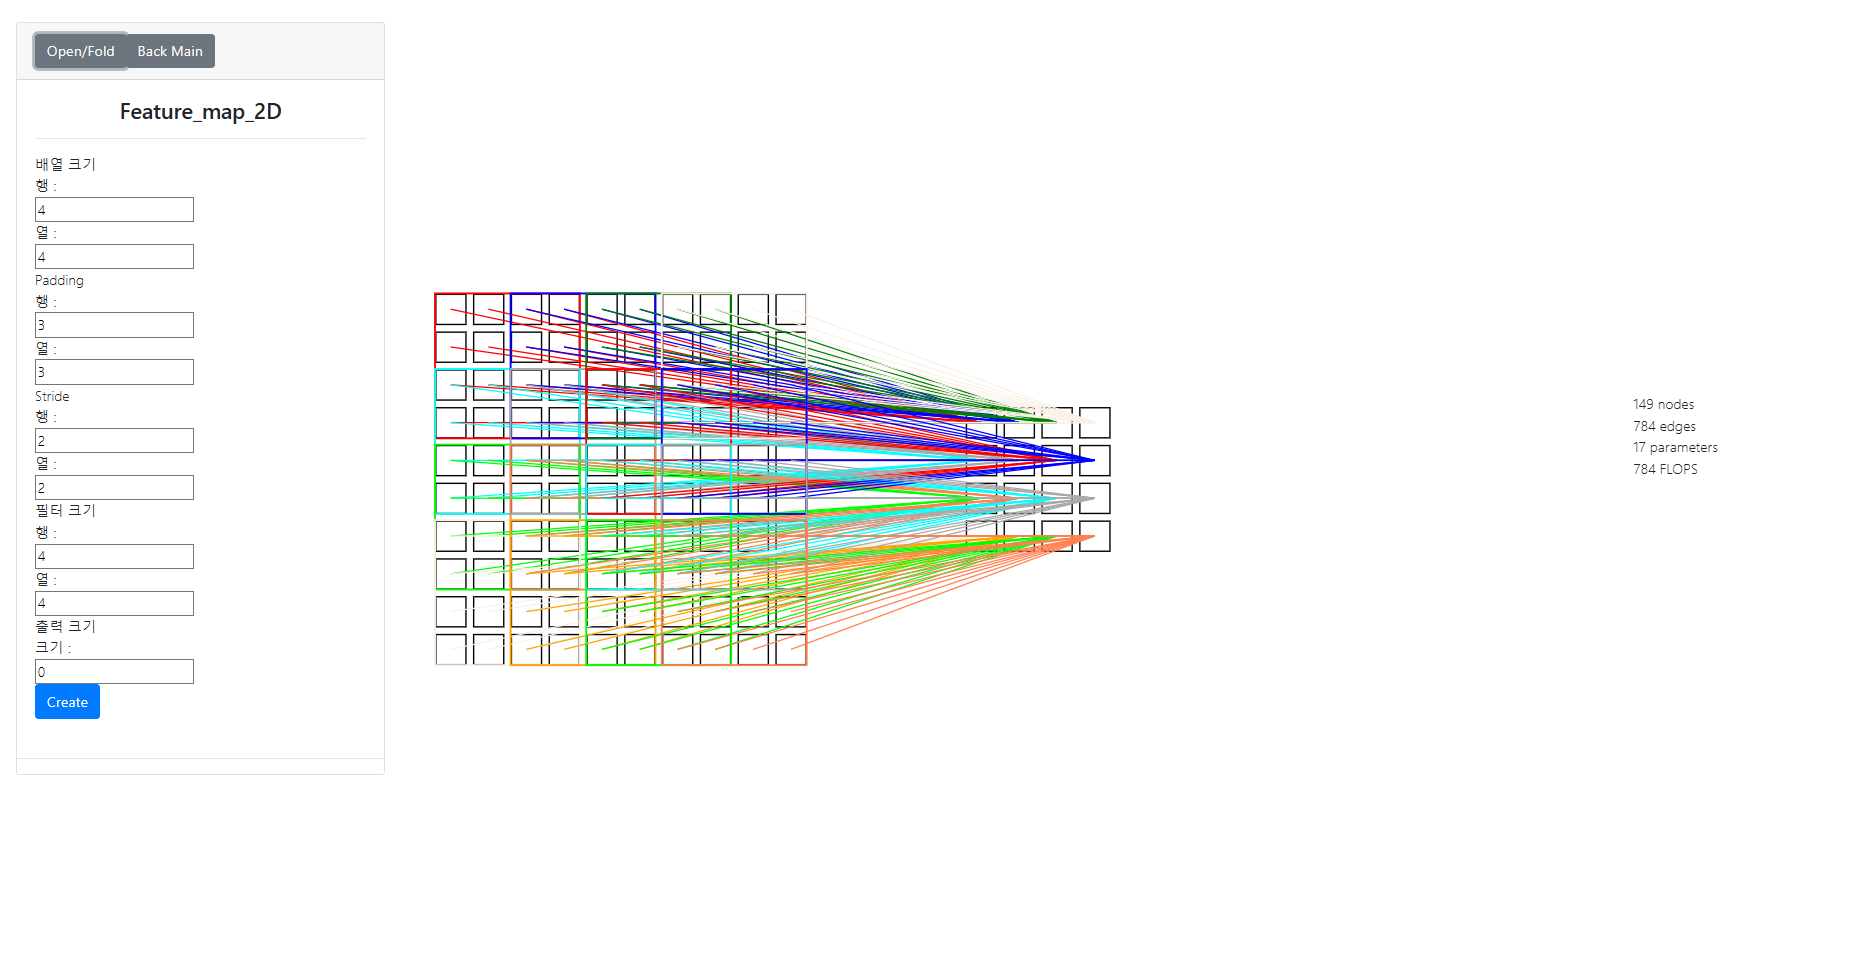 Open/Fold Back Main
Feature_map_2D
배열 크기
행 :
4
열 :
4
Padding
행 :
3
열 :
3
Stride
행 :
2
열 :
2
필터 크기
행 :
4
열 :
4
출력 크기
크기 :
0
Create
149 nodes
784 edges
17 parameters
784 FLOPS